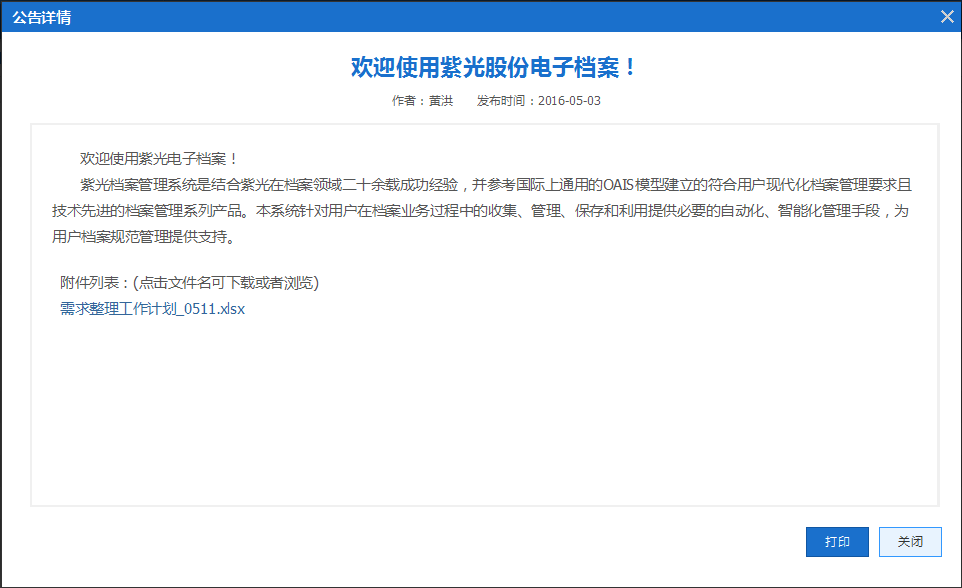 公告详情
欢迎使用紫光股份电子档案！
作者：黄洪 发布时间：2016-05-03
欢迎使用紫光电子档案！
紫光档案管理系统是结合紫光在档案领域二十余载成功经验，并参考国际上通用的OAIS模型建立的符合用户现代化档案管理要求且
技术先进的档案管理系列产品。本系统针对用户在档案业务过程中的收集、管理、保存和利用提供必要的自动化、智能化管理手段，为
用户档案规范管理提供支持。
附件列表：(点击文件名可下载或者浏览)
需求整理工作计划_0511.xlsx
打印 关闭